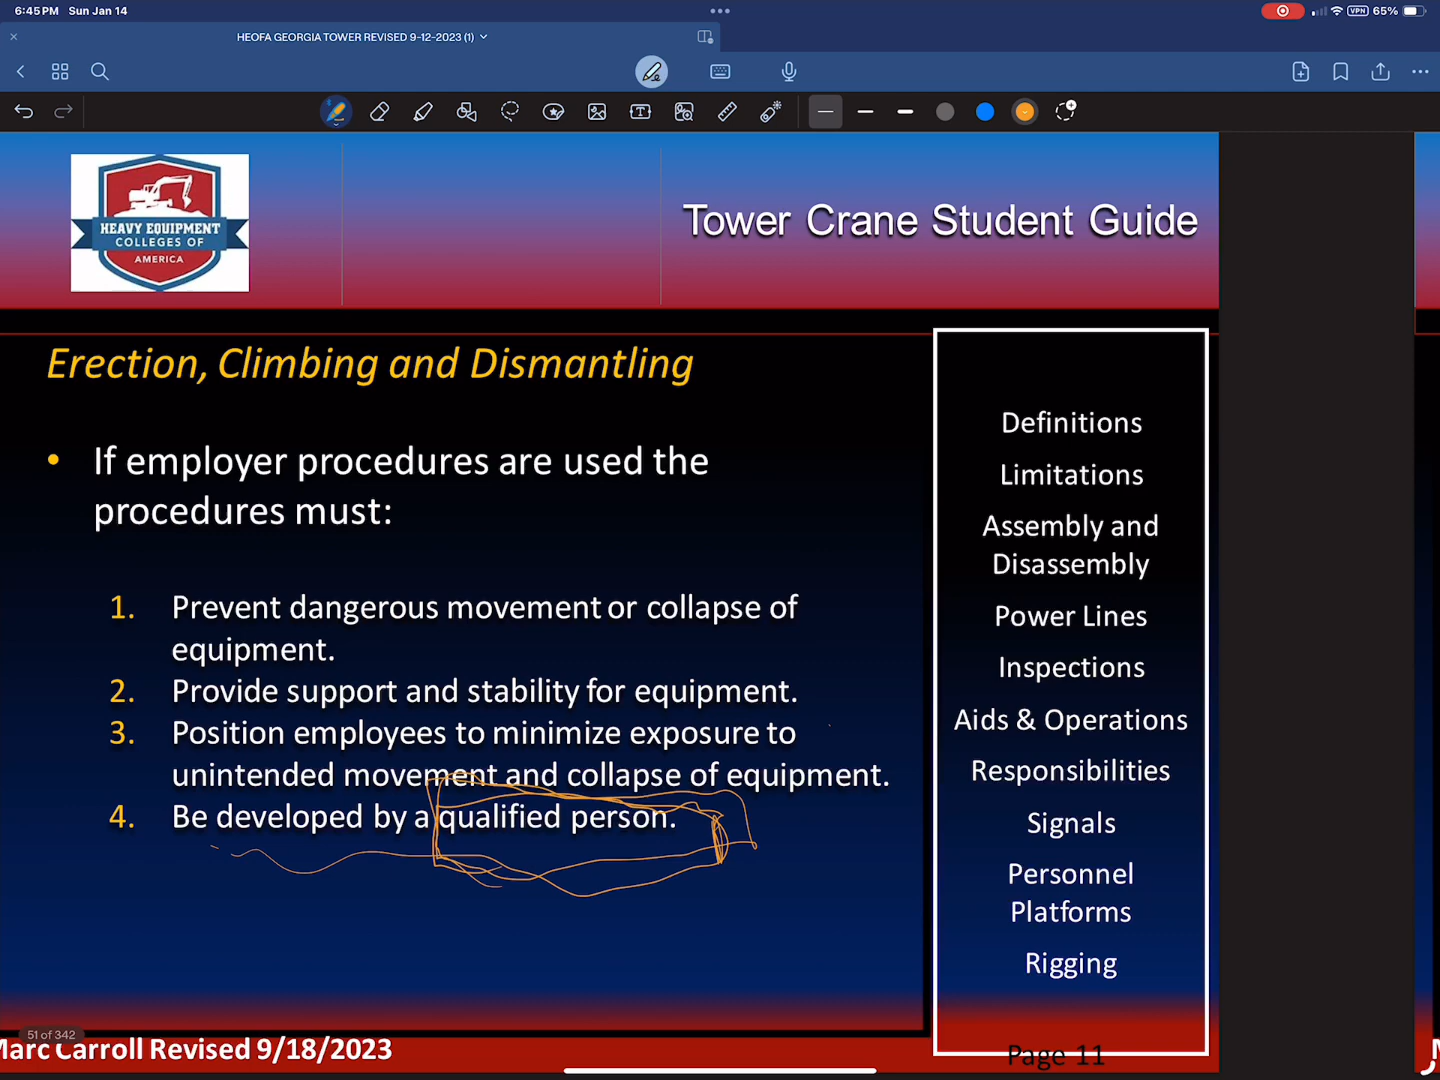 6:45 PM Sun Jan 14
VPN 65%
HEOFA GEORGIA TOWER REVISED 9-12-2023 (1)
HEAVY EQUIPMENT
COLLEGES OF
AMERICA
Tower Crane Student Guide
Erection, Climbing and Dismantling
• If employer procedures are used the
procedures must:
1. Prevent dangerous movement or collapse of
equipment.
2. Provide support and stability for equipment.
3. Position employees to minimize exposure to
unintended movement and collapse of equipment.
4. Be developed by a qualified person.
Definitions
Limitations
Assembly and
Disassembly
Power Lines
Inspections
Aids & Operations
Responsibilities
Signals
Personnel
Platforms
Rigging
51 of 342
Marc Carroll Revised 9/18/2023
Page 11